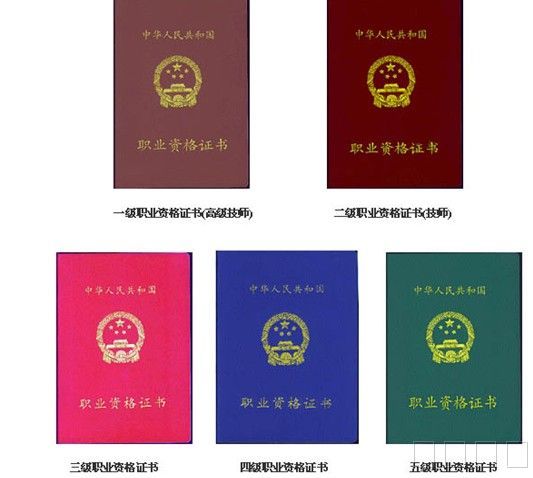 中华人民共和国
中华人民共和国
职业资格证书
职业资格证书
一级职业资格证书(高级技师)
二级职业资格证书(技师)
中华人民共和国
中华人民共和国
中华人民共和国
职业资格证书
职业资格证书
职业资格证书
三级职业资格证书
四级职业资格证书
五级职业资格证书